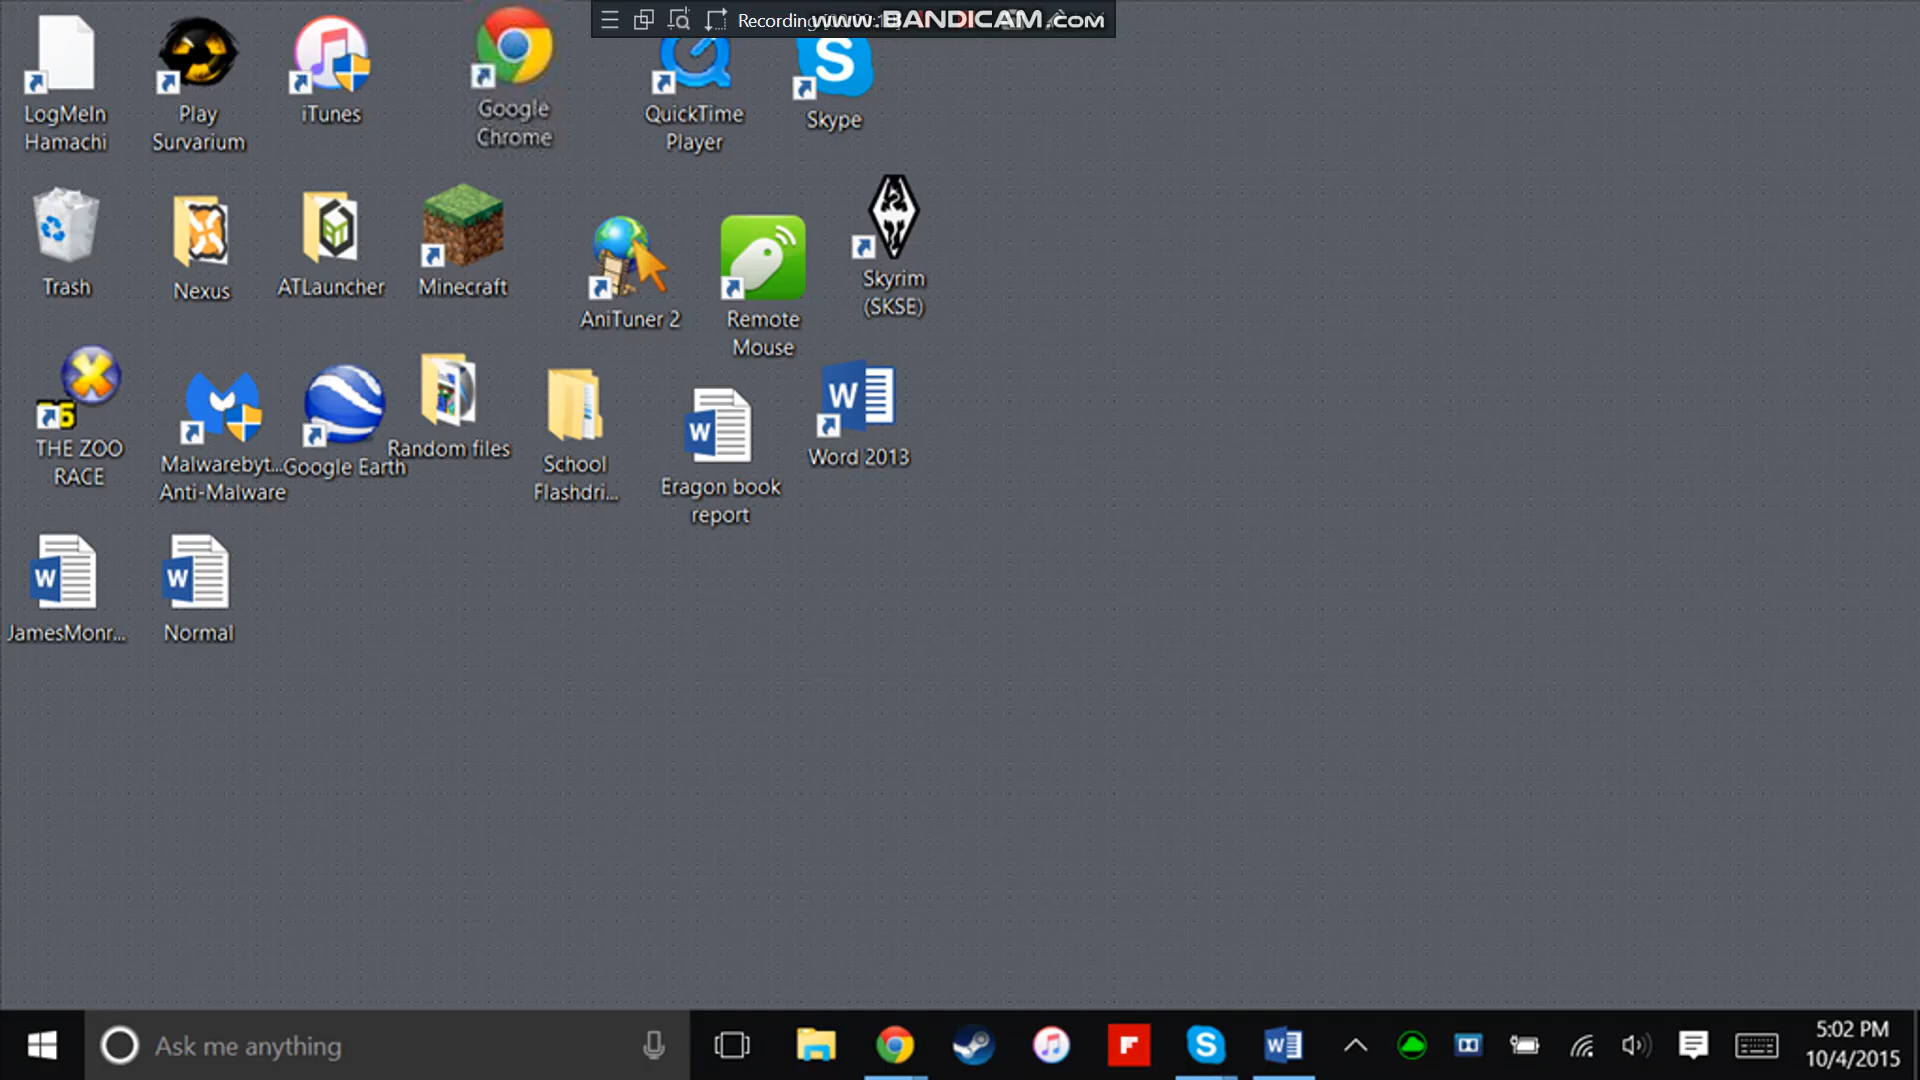 Recording
www.BANDICAM.com
LogMeIn
Hamachi
Play
Survarium
iTunes
Google
Chrome
QuickTime
Player
Skype
Trash
Nexus
ATLauncher
Minecraft
AniTuner 2
Remote
Mouse
Skyrim
(SKSE)
THE ZOO
RACE
Malwarebyt...
Anti-Malware
Google Earth
Random files
School
Flashdri...
Eragon book
report
Word 2013
JamesMonr...
Normal
Ask me anything
5:02 PM
10/4/2015